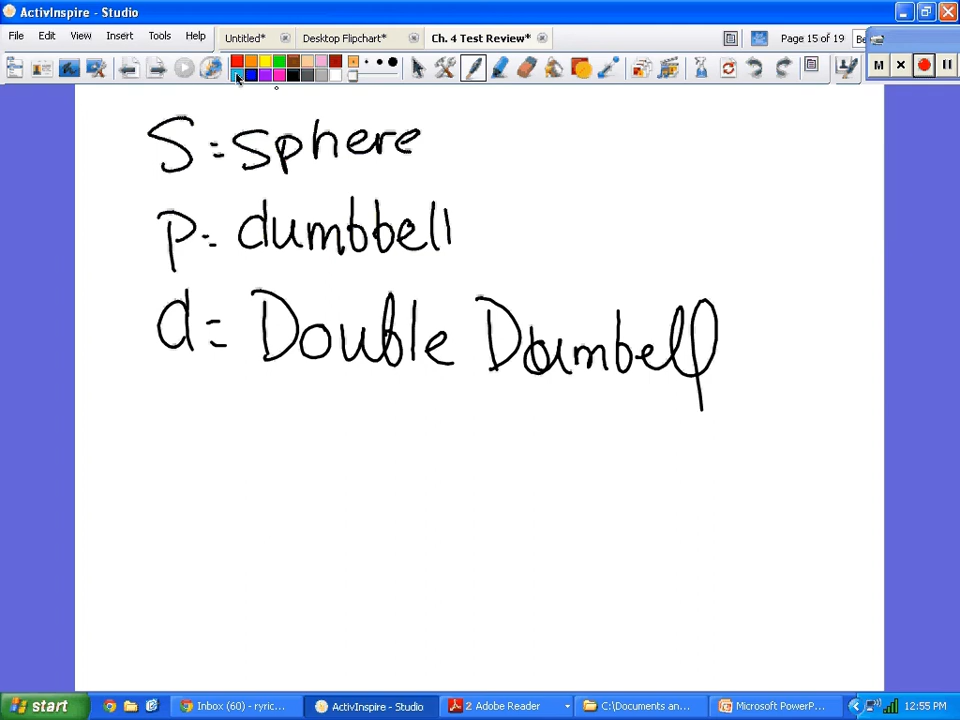 ActivInspire - Studio
File Edit View Insert Tools Help Untitled* Desktop Flipchart* Ch. 4 Test Review* Page 15 of 19 Be
M
S = Sphere
p = dumbbell
d = Double Dumbell
start Inbox (60) - ryric... ActivInspire - Studio 2 Adobe Reader C:\Documents an... Microsoft PowerP... 12:55 PM